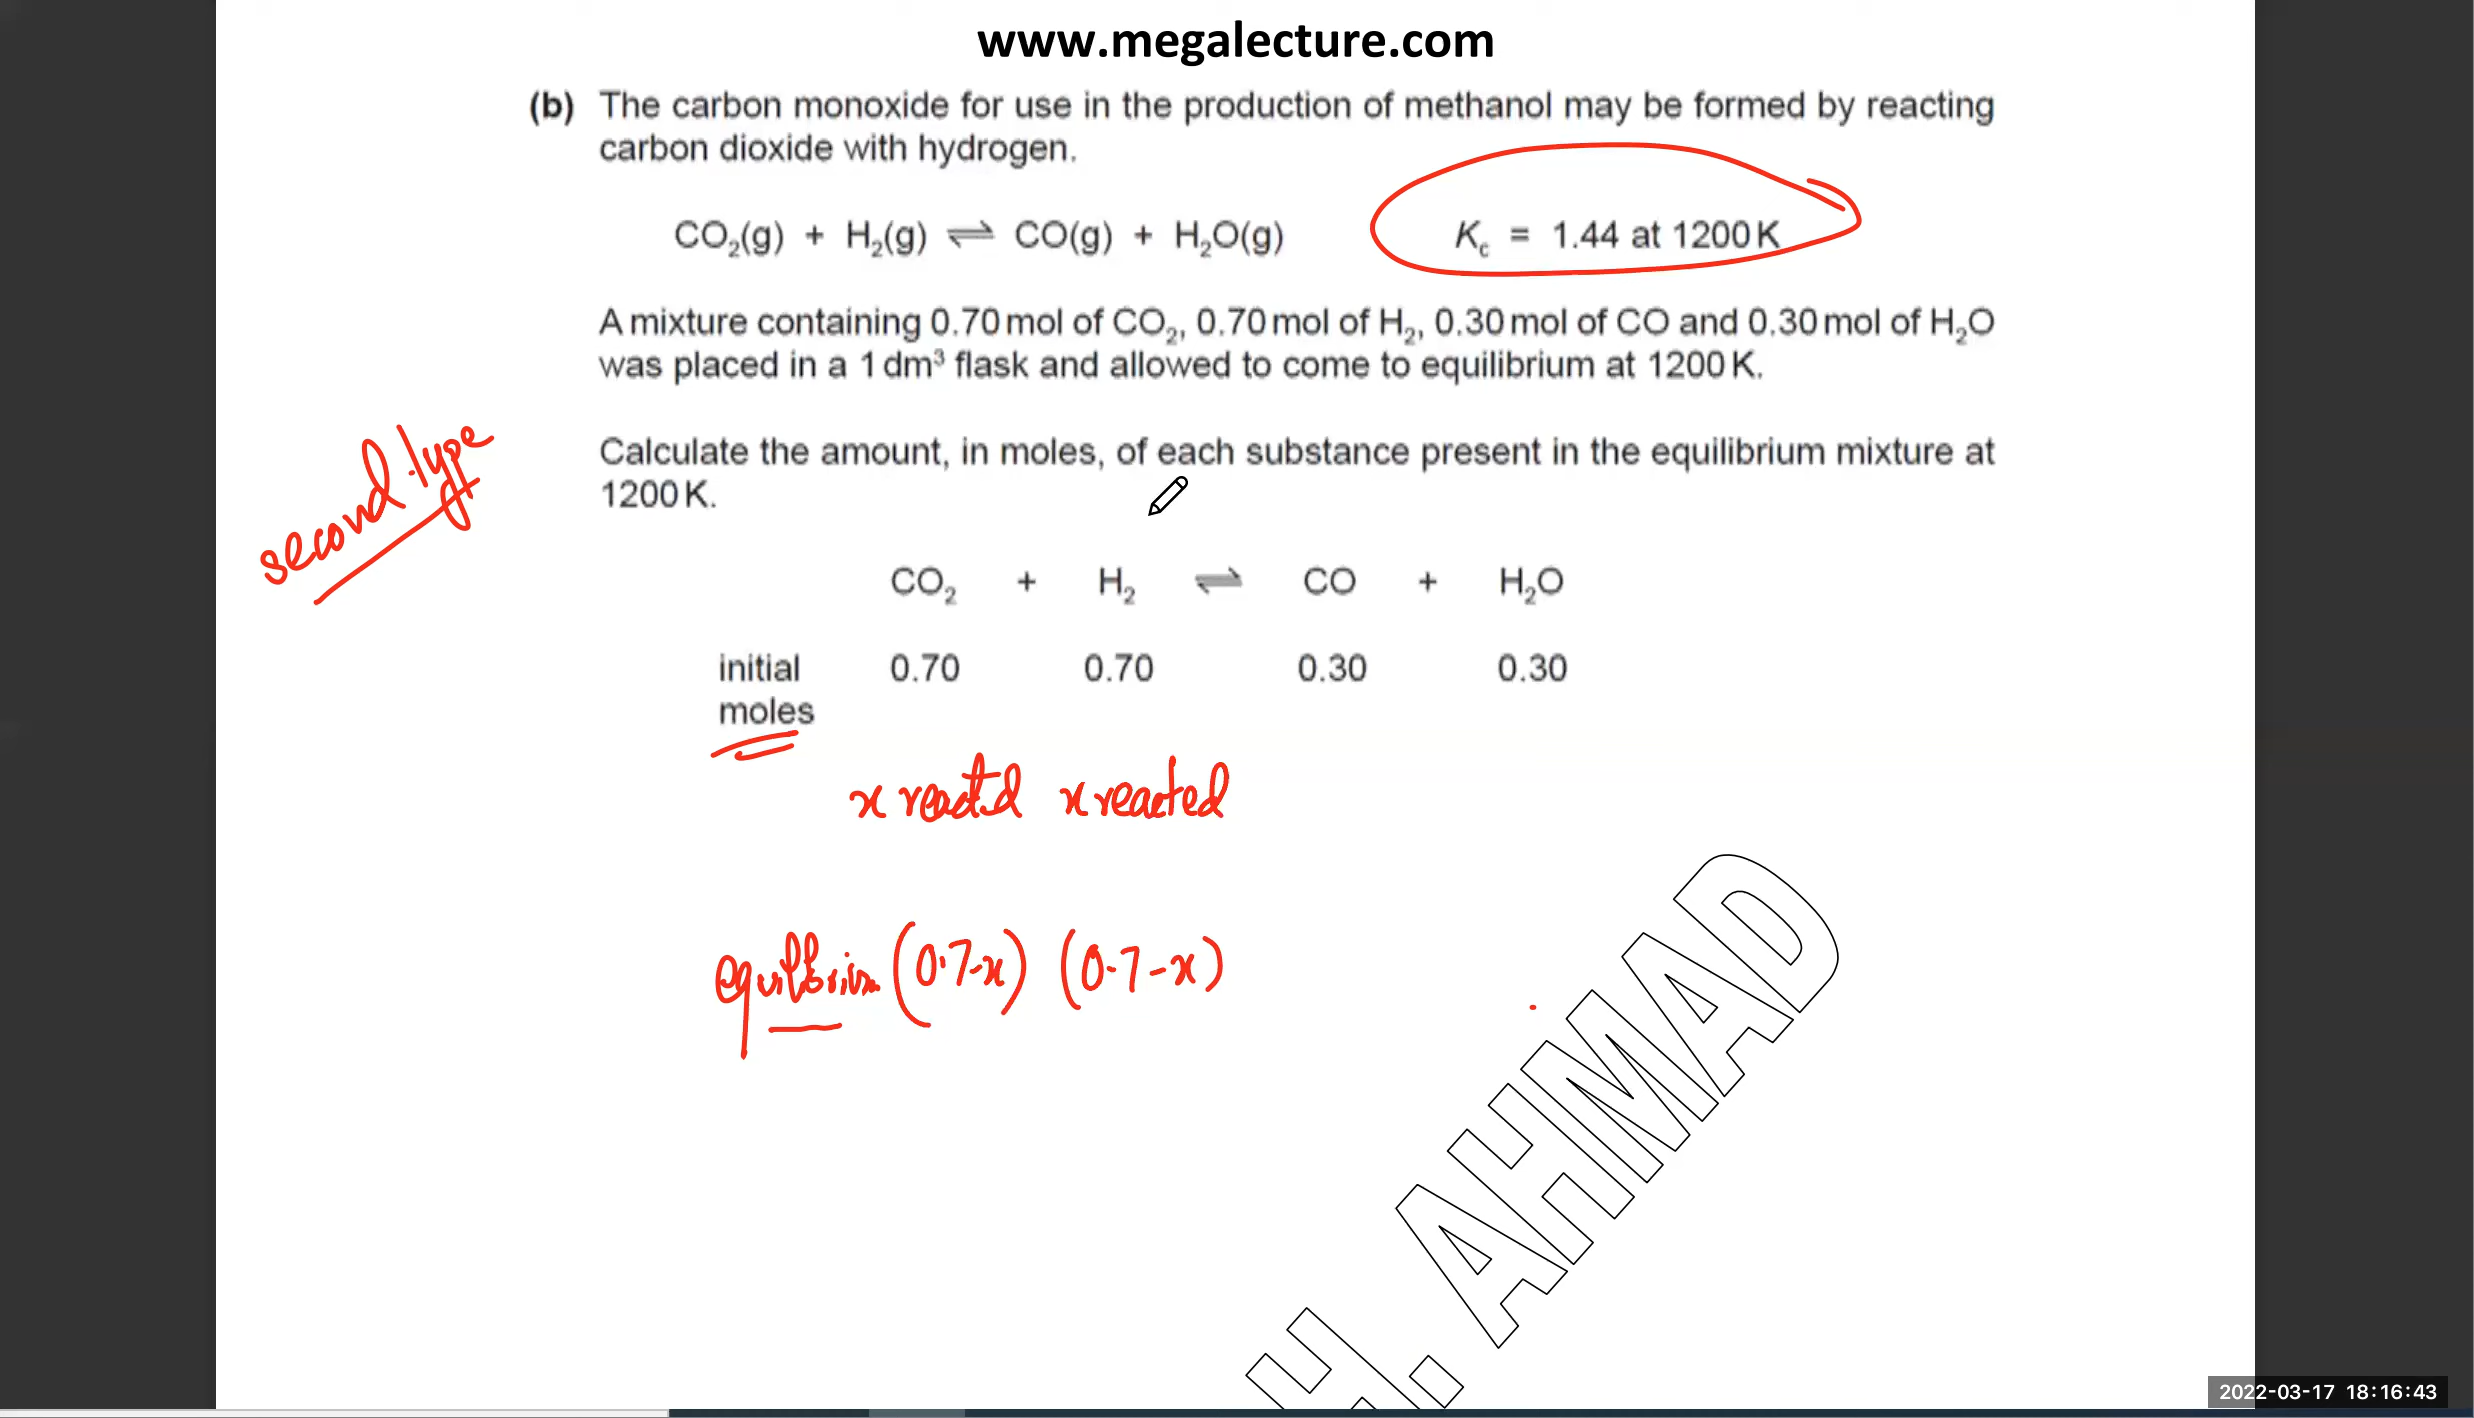 www.megalecture.com
(b) The carbon monoxide for use in the production of methanol may be formed by reacting
carbon dioxide with hydrogen.
CO₂(g) + H₂(g) ⇌ CO(g) + H₂O(g) K꜀ = 1.44 at 1200 K
A mixture containing 0.70 mol of CO₂, 0.70 mol of H₂, 0.30 mol of CO and 0.30 mol of H₂O
was placed in a 1 dm³ flask and allowed to come to equilibrium at 1200 K.
Calculate the amount, in moles, of each substance present in the equilibrium mixture at
1200 K.
second type
CO₂ + H₂ ⇌ CO + H₂O
initial 0.70 0.70 0.30 0.30
moles
x reactd x reacted
equilibrium (0.7-x) (0.7-x)
H. AHMAD
2022-03-17 18:16:43